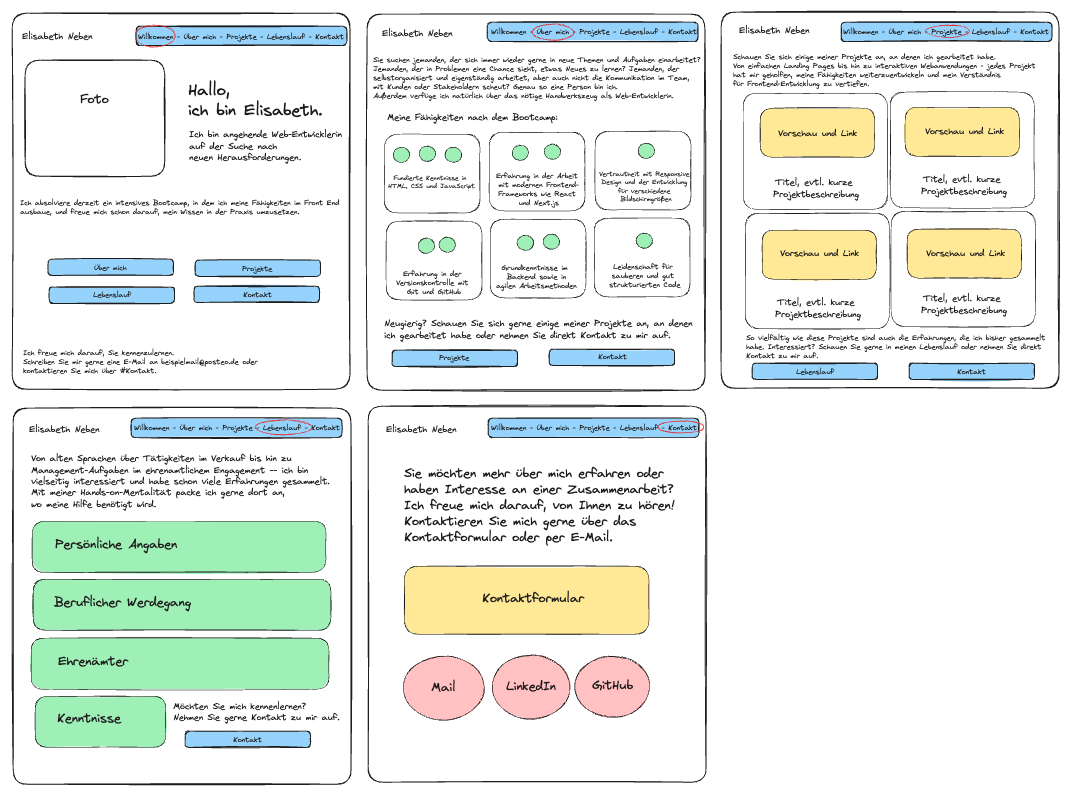 Elisabeth Neben
Willkommen - Über mich - Projekte - Lebenslauf - Kontakt
Foto
Hallo,
ich bin Elisabeth.
Ich bin angehende Web-Entwicklerin
auf der Suche nach
neuen Herausforderungen.
Ich absolviere derzeit ein intensives Bootcamp, in dem ich meine Fähigkeiten im Front End
ausbaue, und freue mich schon darauf, mein Wissen in der Praxis umzusetzen.
Über mich
Projekte
Lebenslauf
Kontakt
Ich freue mich darauf, Sie kennenzulernen.
Schreiben Sie mir gerne eine E-Mail an beispielmail@posteo.de oder
kontaktieren Sie mich über #Kontakt.
Elisabeth Neben
Willkommen - Über mich - Projekte - Lebenslauf - Kontakt
Sie suchen jemanden, der sich immer wieder gerne in neue Themen und Aufgaben einarbeitet?
Jemanden, der in Problemen eine Chance sieht, etwas Neues zu lernen? Jemanden, der
selbstorganisiert und eigenständig arbeitet, aber auch nicht die Kommunikation im Team,
mit Kunden oder Stakeholdern scheut? Genau so eine Person bin ich.
Außerdem verfüge ich natürlich über das nötige Handwerkszeug als Web-Entwicklerin.
Meine Fähigkeiten nach dem Bootcamp:
Fundierte Kenntnisse in
HTML, CSS und JavaScript
Erfahrung in der Arbeit
mit modernen Frontend-
Frameworks wie React
und Next.js
Vertrautheit mit Responsive
Design und der Entwicklung
für verschiedene
Bildschirmgrößen
Erfahrung in der
Versionskontrolle mit
Git und GitHub
Grundkenntnisse im
Backend sowie in
agilen Arbeitsmethoden
Leidenschaft für
sauberen und gut
strukturierten Code
Neugierig? Schauen Sie sich gerne einige meiner Projekte an, an denen
ich gearbeitet habe oder nehmen Sie direkt Kontakt zu mir auf.
Projekte
Kontakt
Elisabeth Neben
Willkommen - Über mich - Projekte - Lebenslauf - Kontakt
Schauen Sie sich einige meiner Projekte an, an denen ich gearbeitet habe.
Von einfachen Landing Pages bis hin zu interaktiven Webanwendungen - jedes Projekt
hat mir geholfen, meine Fähigkeiten weiterzuentwickeln und mein Verständnis
für Frontend-Entwicklung zu vertiefen.
Vorschau und Link
Titel, evtl. kurze
Projektbeschreibung
Vorschau und Link
Titel, evtl. kurze
Projektbeschreibung
Vorschau und Link
Titel, evtl. kurze
Projektbeschreibung
Vorschau und Link
Titel, evtl. kurze
Projektbeschreibung
So vielfältig wie diese Projekte sind auch die Erfahrungen, die ich bisher gesammelt
habe. Interessiert? Schauen Sie gerne in meinen Lebenslauf oder nehmen Sie direkt
Kontakt zu mir auf.
Lebenslauf
Kontakt
Elisabeth Neben
Willkommen - Über mich - Projekte - Lebenslauf - Kontakt
Von alten Sprachen über Tätigkeiten im Verkauf bis hin zu
Management-Aufgaben im ehrenamtlichem Engagement -- ich bin
vielseitig interessiert und habe schon viele Erfahrungen gesammelt.
Mit meiner Hands-on-Mentalität packe ich gerne dort an,
wo meine Hilfe benötigt wird.
Persönliche Angaben
Beruflicher Werdegang
Ehrenämter
Kenntnisse
Möchten Sie mich kennenlernen?
Nehmen Sie gerne Kontakt zu mir auf.
Kontakt
Elisabeth Neben
Willkommen - Über mich - Projekte - Lebenslauf - Kontakt
Sie möchten mehr über mich erfahren oder
haben Interesse an einer Zusammenarbeit?
Ich freue mich darauf, von Ihnen zu hören!
Kontaktieren Sie mich gerne über das
Kontaktformular oder per E-Mail.
Kontaktformular
Mail
LinkedIn
GitHub